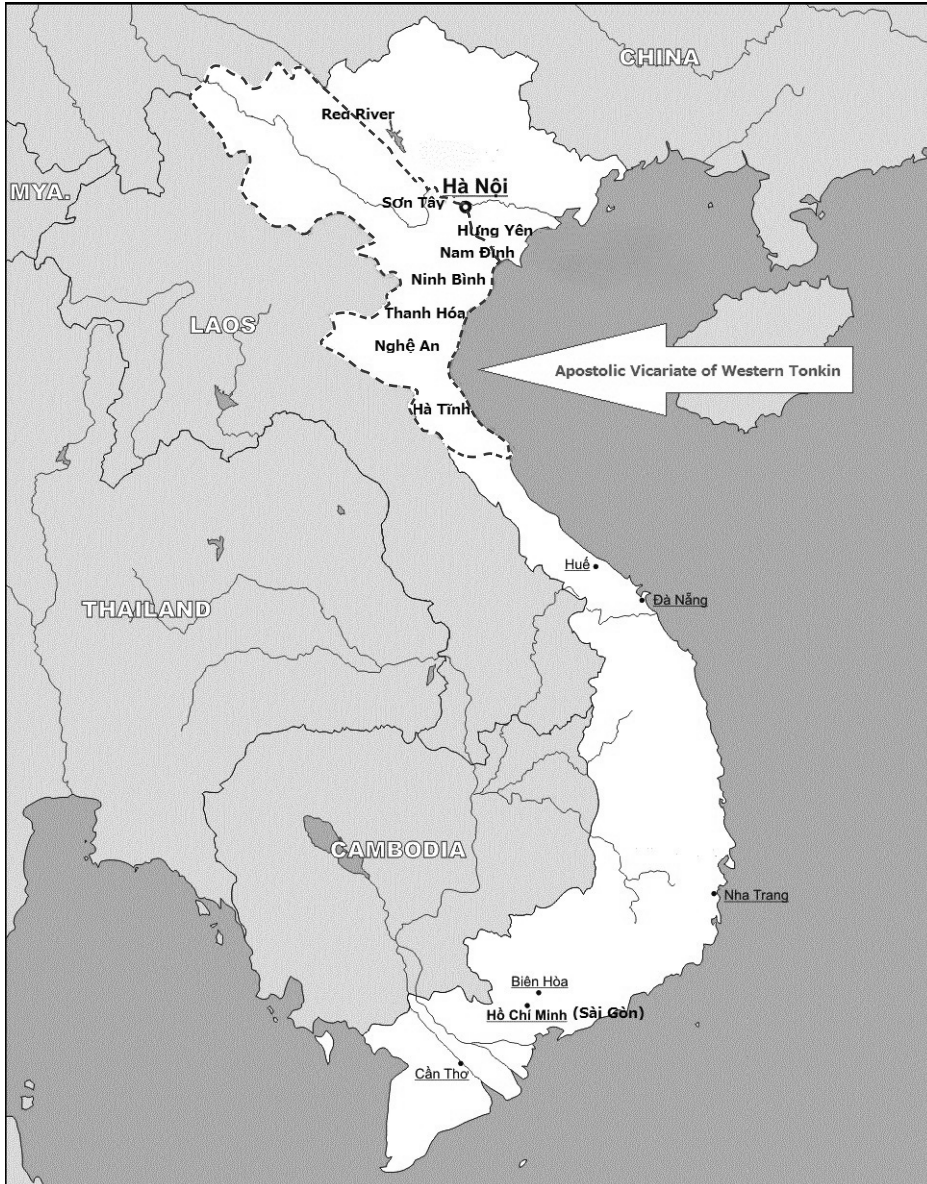 CHINA
Red River
MYA.
Hà Nội
Sơn Tây
Hưng Yên
Nam Đình
Ninh Bình
Thanh Hóa
LAOS
Nghệ An
Apostolic Vicariate of Western Tonkin
Hà Tĩnh
Huế
Đà Nẵng
THAILAND
CAMBODIA
Nha Trang
Biên Hòa
Hồ Chí Minh (Sài Gòn)
Cần Thơ